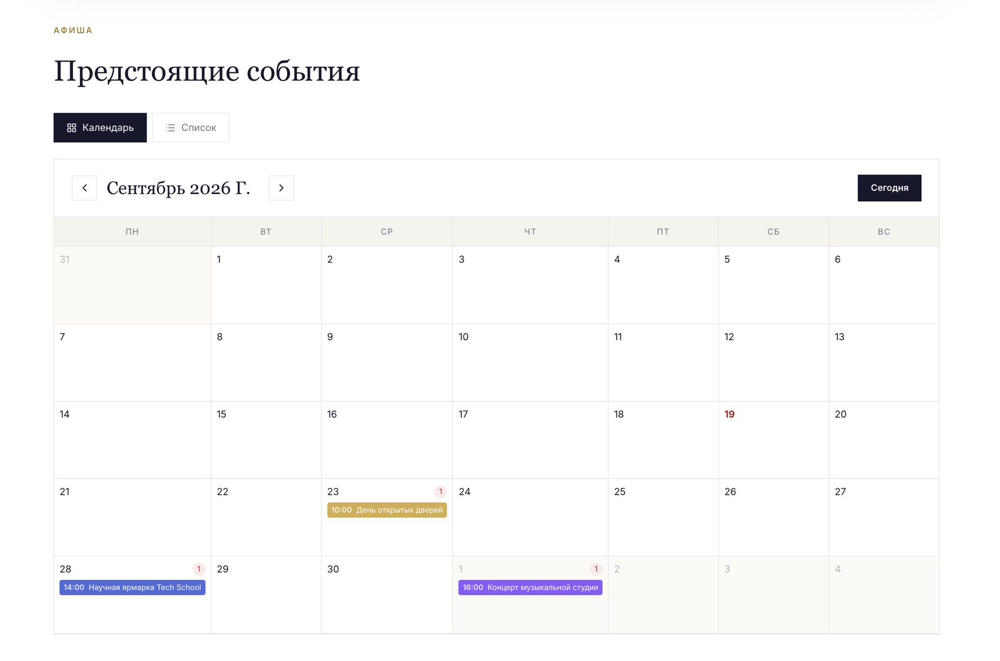 АФИША
Предстоящие события
Календарь
Список
Сентябрь 2026 Г.
Сегодня
ПН ВТ СР ЧТ ПТ СБ ВС
31 1 2 3 4 5 6
7 8 9 10 11 12 13
14 15 16 17 18 19 20
21 22 23 1 24 25 26 27
10:00 День открытых дверей
28 1 29 30 1 1 2 3 4
14:00 Научная ярмарка Tech School
16:00 Концерт музыкальной студии